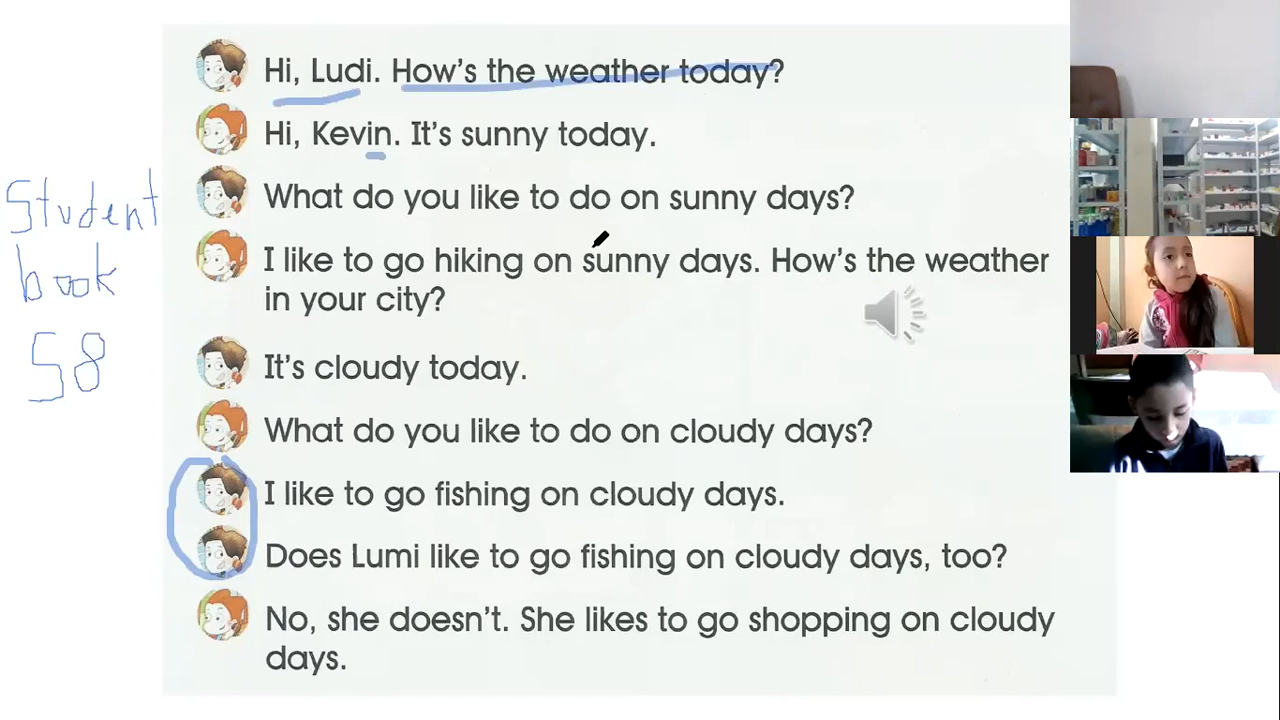 Hi, Ludi. How's the weather today?
Hi, Kevin. It's sunny today.
What do you like to do on sunny days?
I like to go hiking on sunny days. How's the weather
in your city?
It's cloudy today.
What do you like to do on cloudy days?
I like to go fishing on cloudy days.
Does Lumi like to go fishing on cloudy days, too?
No, she doesn't. She likes to go shopping on cloudy
days.
Student
book
58